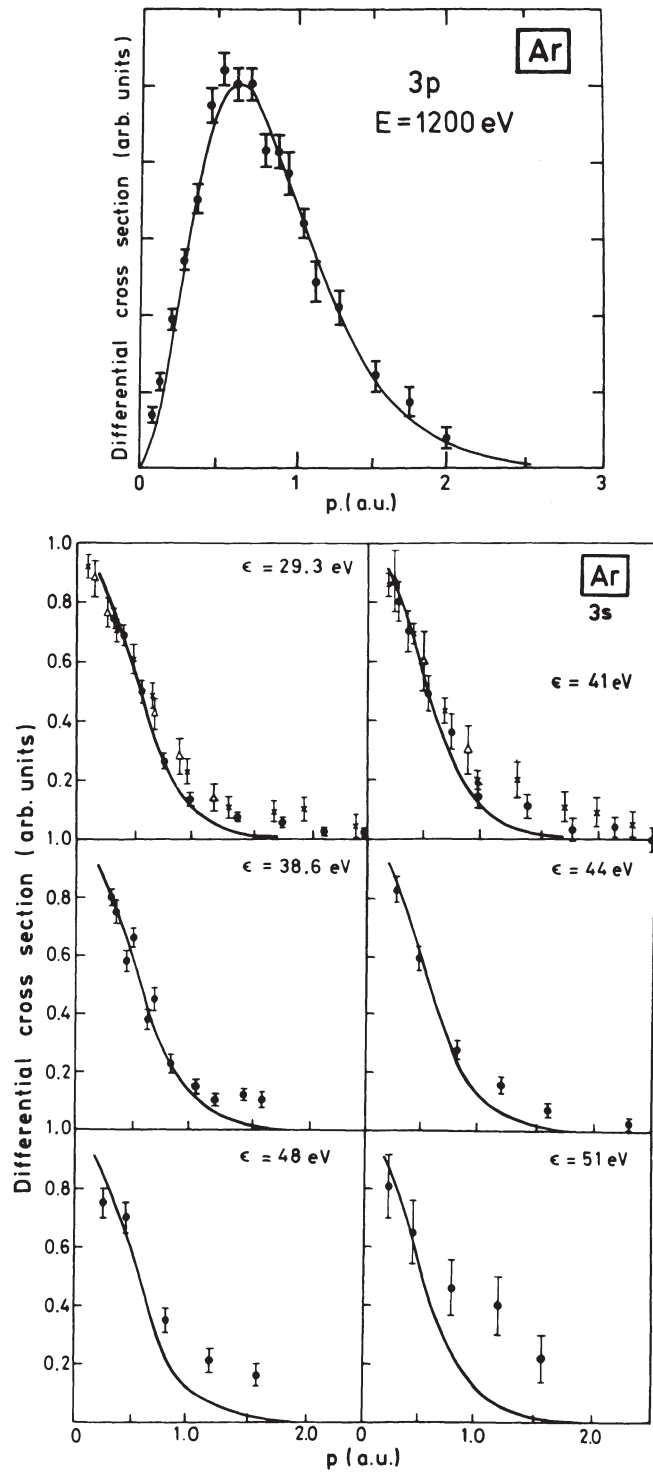 Ar
3p
E = 1200 eV
Differential cross section (arb. units)
0 1 2 3
p. (a.u.)
1.0
0.8
0.6
0.4
0.2
1.0
0.8
0.6
0.4
0.2
1.0
0.8
0.6
0.4
0.2
Differential cross section (arb. units)
ϵ = 29.3 eV
Ar
3s
ϵ = 41 eV
ϵ = 38.6 eV
ϵ = 44 eV
ϵ = 48 eV
ϵ = 51 eV
0 1.0 2.0 0 1.0 2.0
p (a.u.)